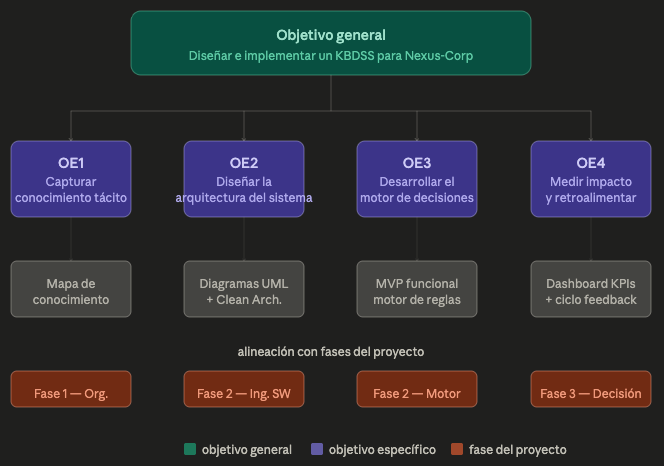 Objetivo general
Diseñar e implementar un KBDSS para Nexus-Corp
OE1
Capturar
conocimiento tácito
OE2
Diseñar la
arquitectura del sistema
OE3
Desarrollar el
motor de decisiones
OE4
Medir impacto
y retroalimentar
Mapa de
conocimiento
Diagramas UML
+ Clean Arch.
MVP funcional
motor de reglas
Dashboard KPIs
+ ciclo feedback
alineación con fases del proyecto
Fase 1 — Org.
Fase 2 — Ing. SW
Fase 2 — Motor
Fase 3 — Decisión
objetivo general
objetivo específico
fase del proyecto